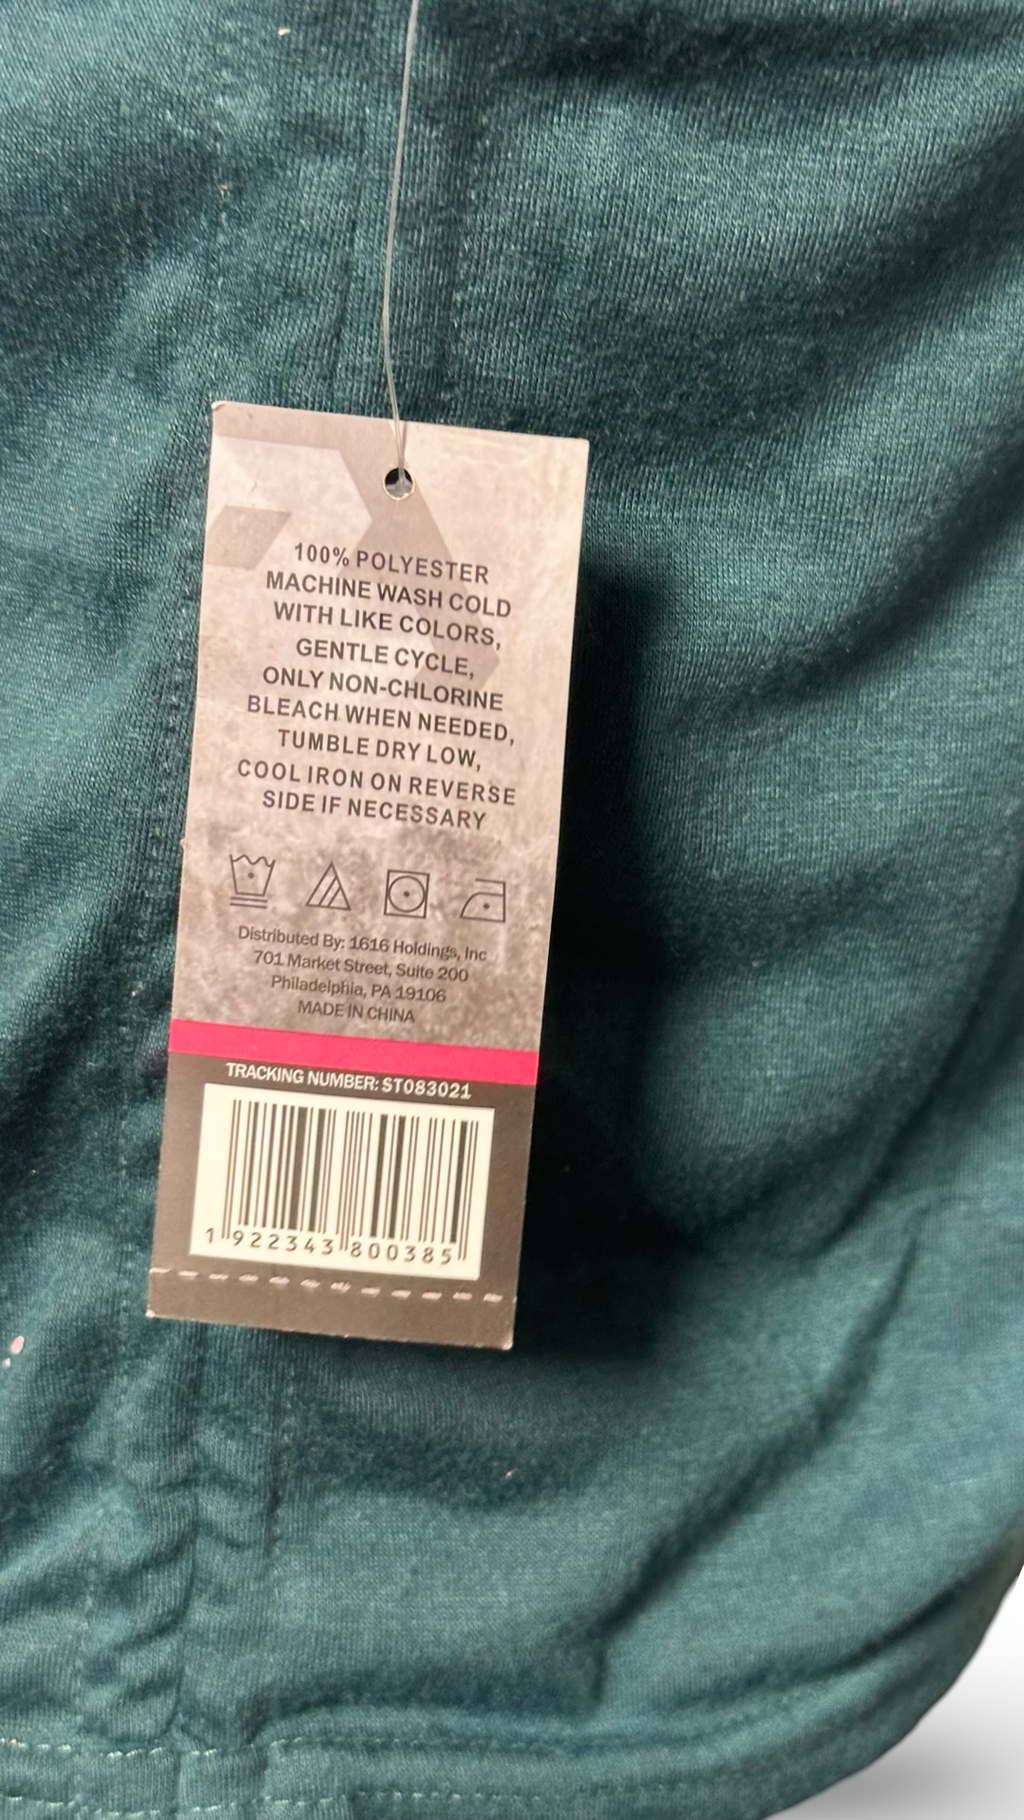 100% POLYESTER
MACHINE WASH COLD
WITH LIKE COLORS,
GENTLE CYCLE,
ONLY NON-CHLORINE
BLEACH WHEN NEEDED,
TUMBLE DRY LOW,
COOL IRON ON REVERSE
SIDE IF NECESSARY
Distributed By: 1616 Holdings, Inc
701 Market Street, Suite 200
Philadelphia, PA 19106
MADE IN CHINA
TRACKING NUMBER: ST083021
1 922343 800385